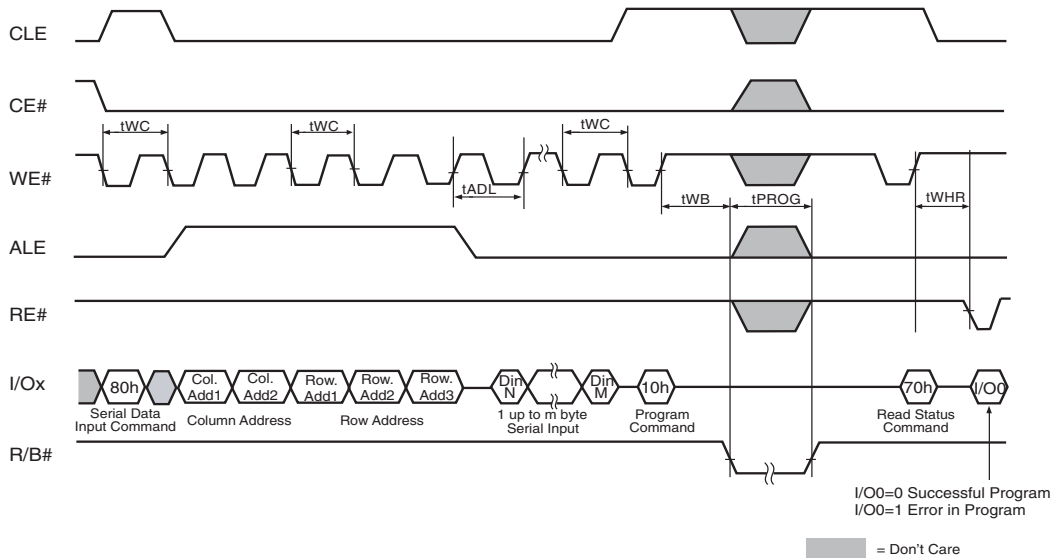 CLE
CE#
tWC
tWC
tWC
WE#
tADL
tWB
tPROG
tWHR
ALE
RE#
I/Ox
80h
Col.
Add1
Col.
Add2
Row.
Add1
Row.
Add2
Row.
Add3
Din
N
Din
M
10h
70h
I/O0
Serial Data
Input Command
Column Address
Row Address
1 up to m byte
Serial Input
Program
Command
Read Status
Command
R/B#
I/O0=0 Successful Program
I/O0=1 Error in Program
= Don't Care